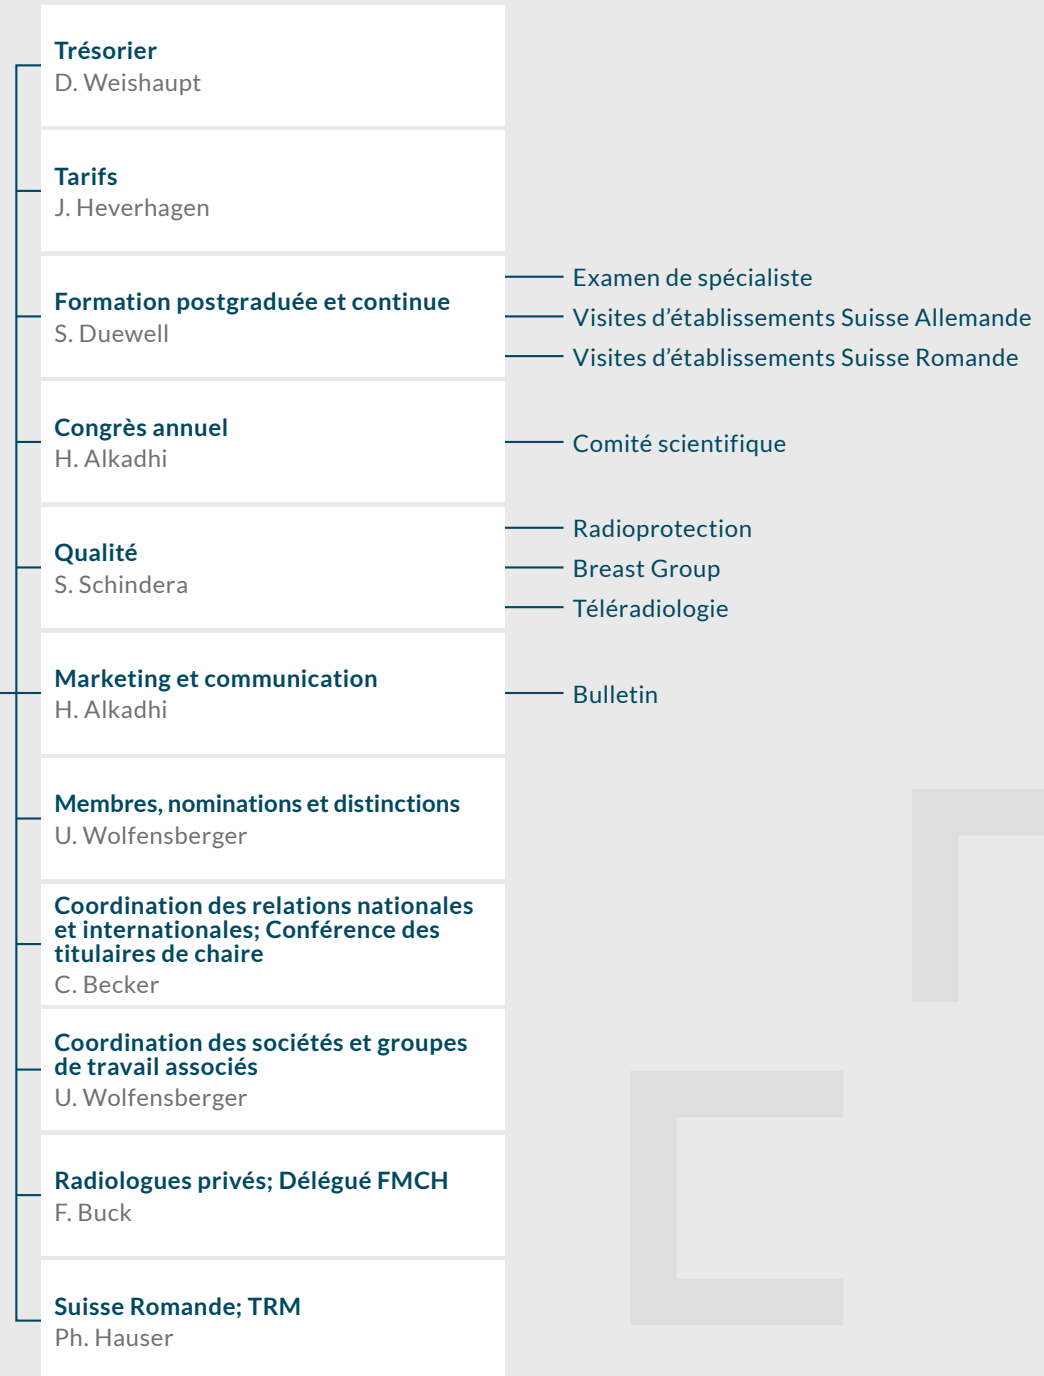 Trésorier
D. Weishaupt
Tarifs
J. Heverhagen
Formation postgraduée et continue
S. Duewell
Examen de spécialiste
Visites d’établissements Suisse Allemande
Visites d’établissements Suisse Romande
Congrès annuel
H. Alkadhi
Comité scientifique
Qualité
S. Schindera
Radioprotection
Breast Group
Téléradiologie
Marketing et communication
H. Alkadhi
Bulletin
Membres, nominations et distinctions
U. Wolfensberger
Coordination des relations nationales
et internationales; Conférence des
titulaires de chaire
C. Becker
Coordination des sociétés et groupes
de travail associés
U. Wolfensberger
Radiologues privés; Délégué FMCH
F. Buck
Suisse Romande; TRM
Ph. Hauser